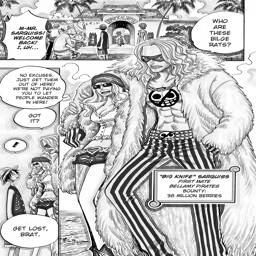 WHO
ARE
THESE
BILGE
RATS?
M-MR.
SARQUISS!
WELCOME
BACK!
I, UH...
NO EXCUSES.
JUST GET
THEM OUT OF
HERE!
WE'RE NOT PAYING
YOU TO LET
PEOPLE WANDER
IN HERE!
GOT
IT?
"BIG KNIFE" SARQUISS
FIRST MATE
BELLAMY PIRATES
BOUNTY:
38 MILLION BERRIES
GET LOST,
BRAT.